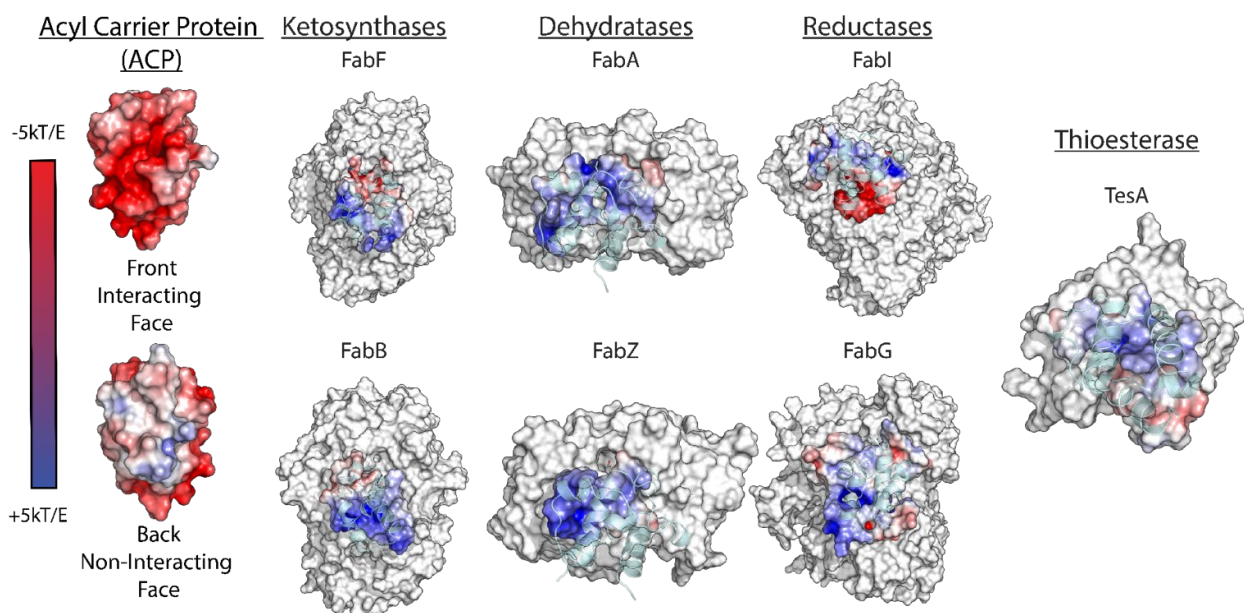 Acyl Carrier Protein
(ACP)
-5kT/E
+5kT/E
Front
Interacting
Face
Back
Non-Interacting
Face
Ketosynthases
FabF
FabB
Dehydratases
FabA
FabZ
Reductases
FabI
FabG
Thioesterase
TesA